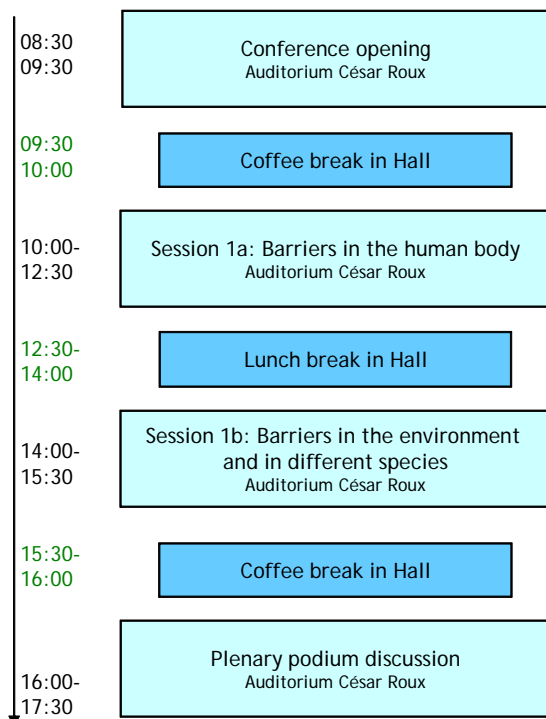 08:30
09:30
Conference opening
Auditorium César Roux
09:30
10:00
Coffee break in Hall
10:00-
12:30
Session 1a: Barriers in the human body
Auditorium César Roux
12:30-
14:00
Lunch break in Hall
14:00-
15:30
Session 1b: Barriers in the environment
and in different species
Auditorium César Roux
15:30-
16:00
Coffee break in Hall
16:00-
17:30
Plenary podium discussion
Auditorium César Roux